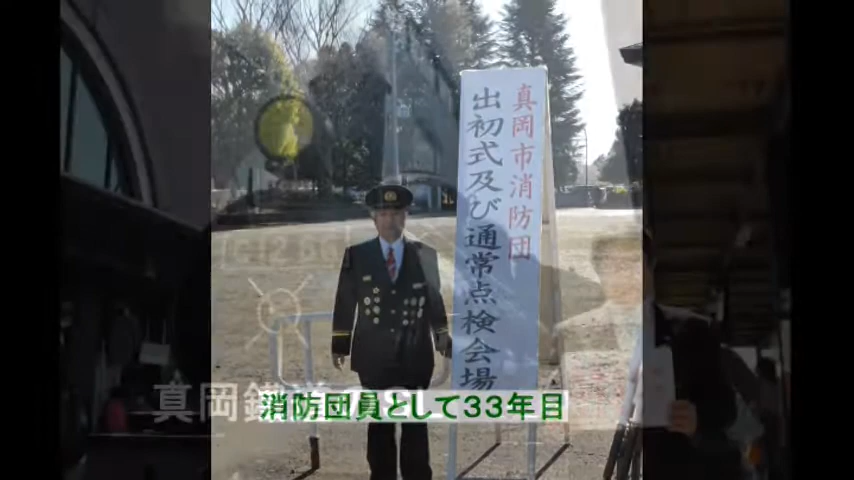 真岡市消防団
出初式及び通常点検会場
消防団員として33年目
真岡鐵